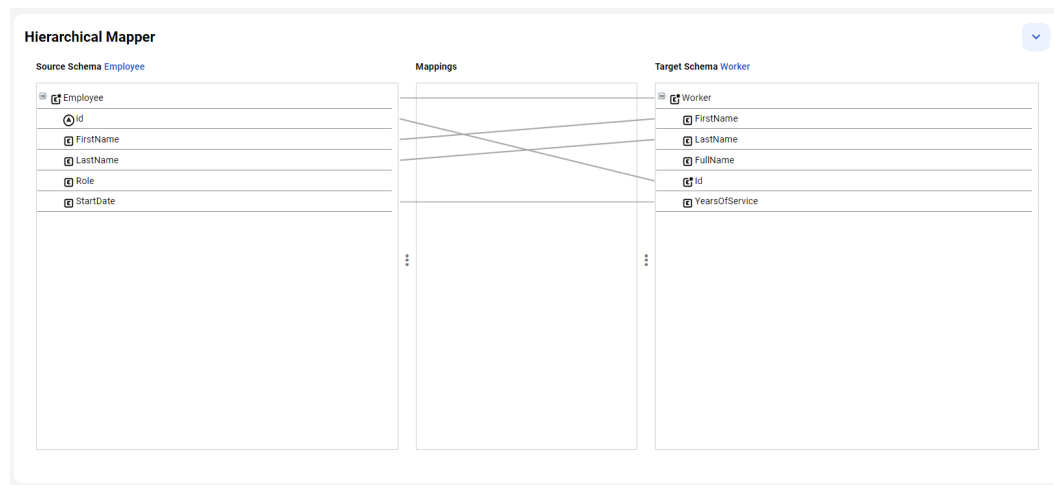 Hierarchical Mapper
Source Schema Employee
Mappings
Target Schema Worker
Employee
id
FirstName
LastName
Role
StartDate
Worker
FirstName
LastName
FullName
Id
YearsOfService